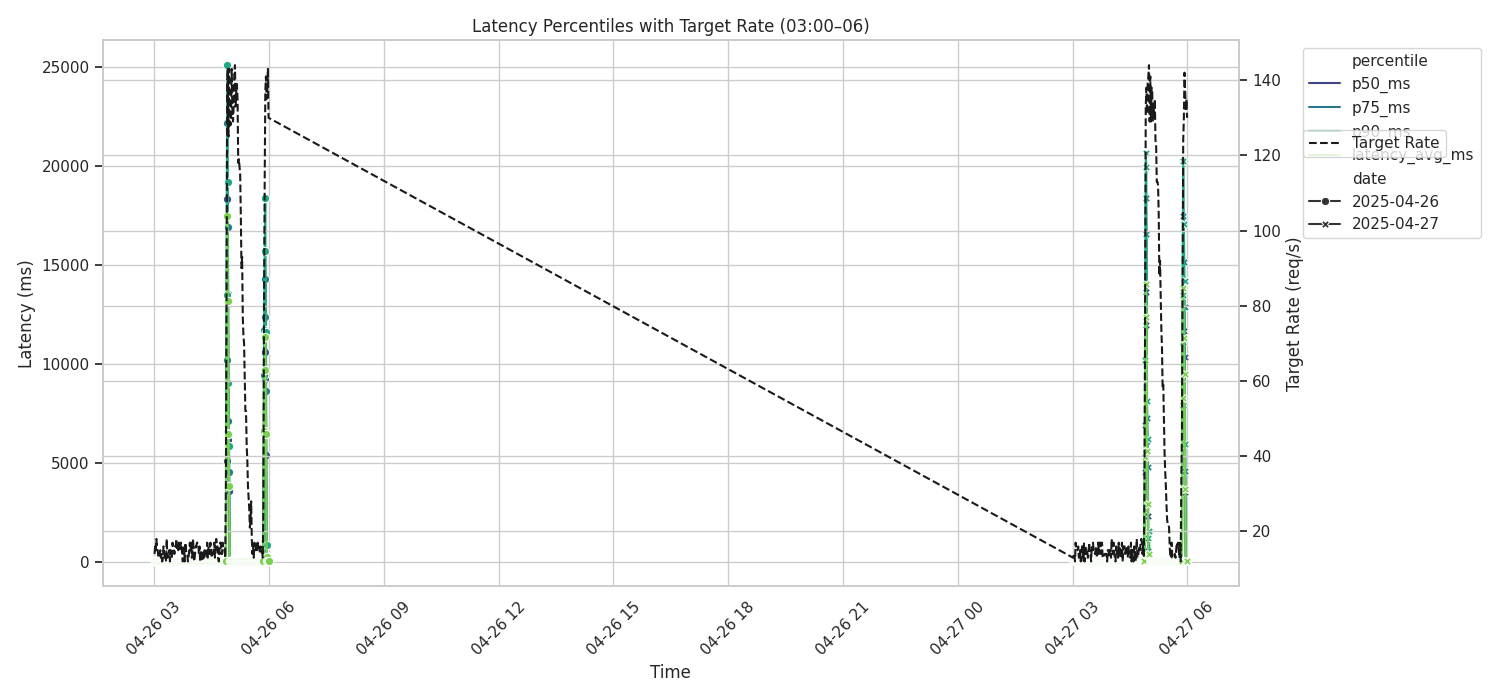 Latency Percentiles with Target Rate (03:00–06)
Latency (ms)
25000
20000
15000
10000
5000
0
140
120
100
80
60
40
20
Target Rate (req/s)
04-26 03
04-26 06
04-26 09
04-26 12
04-26 15
04-26 18
04-26 21
04-27 00
04-27 03
04-27 06
Time
percentile
p50_ms
p75_ms
p90_ms
Target Rate
latency_avg_ms
date
2025-04-26
2025-04-27